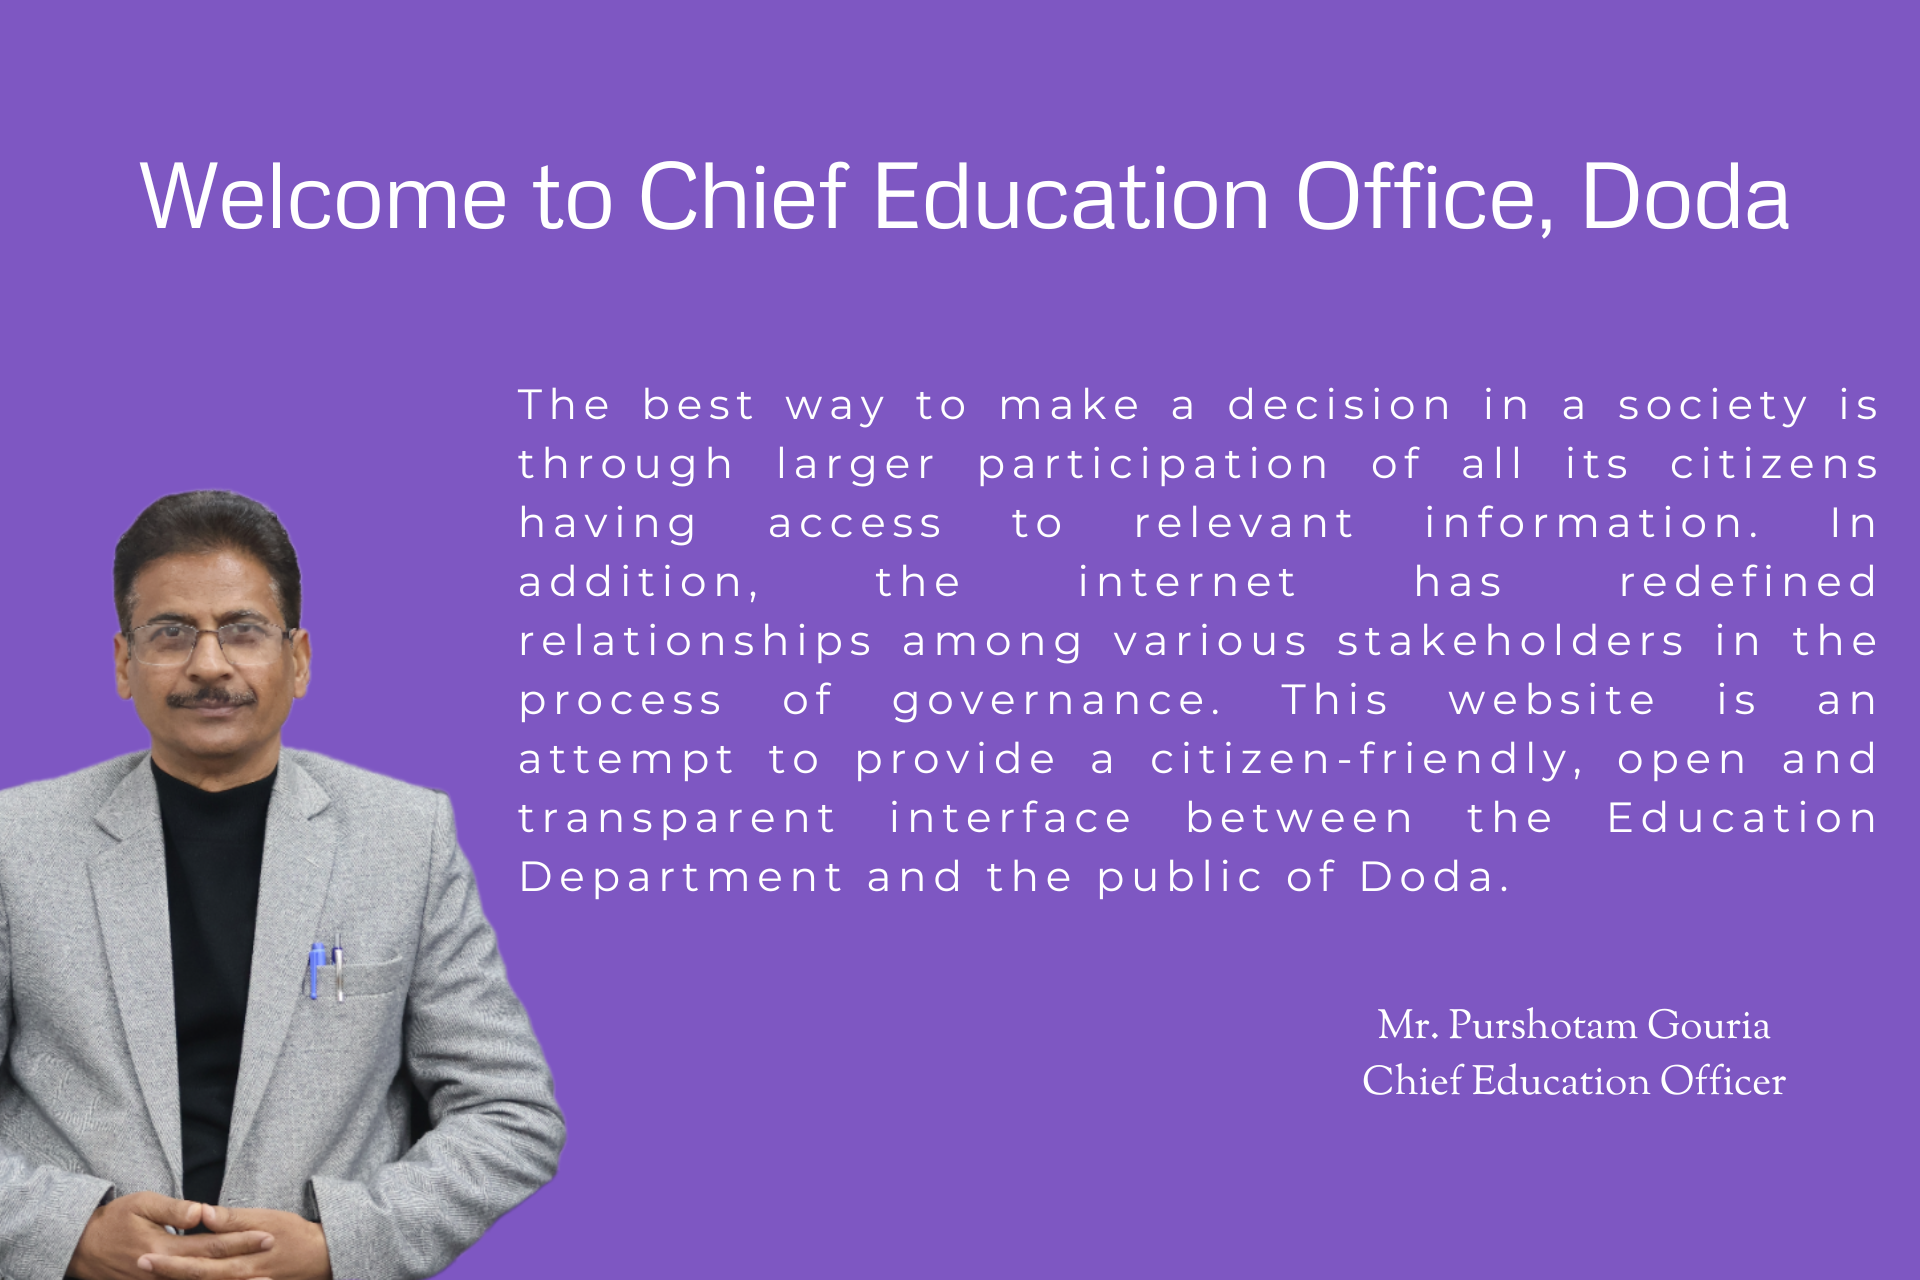 Welcome to Chief Education Office, Doda
The best way to make a decision in a society is
through larger participation of all its citizens
having access to relevant information. In
addition, the internet has redefined
relationships among various stakeholders in the
process of governance. This website is an
attempt to provide a citizen-friendly, open and
transparent interface between the Education
Department and the public of Doda.
Mr. Purshotam Gouria
Chief Education Officer